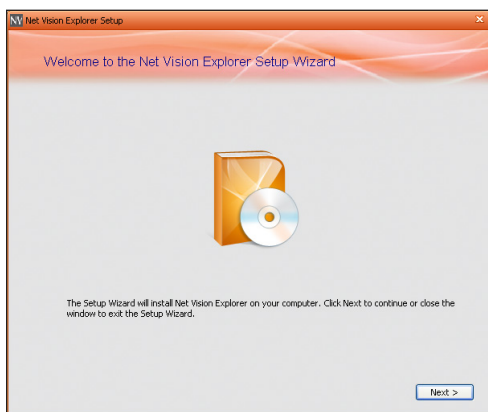 NV Net Vision Explorer Setup
Welcome to the Net Vision Explorer Setup Wizard
The Setup Wizard will install Net Vision Explorer on your computer. Click Next to continue or close the
window to exit the Setup Wizard.
Next >